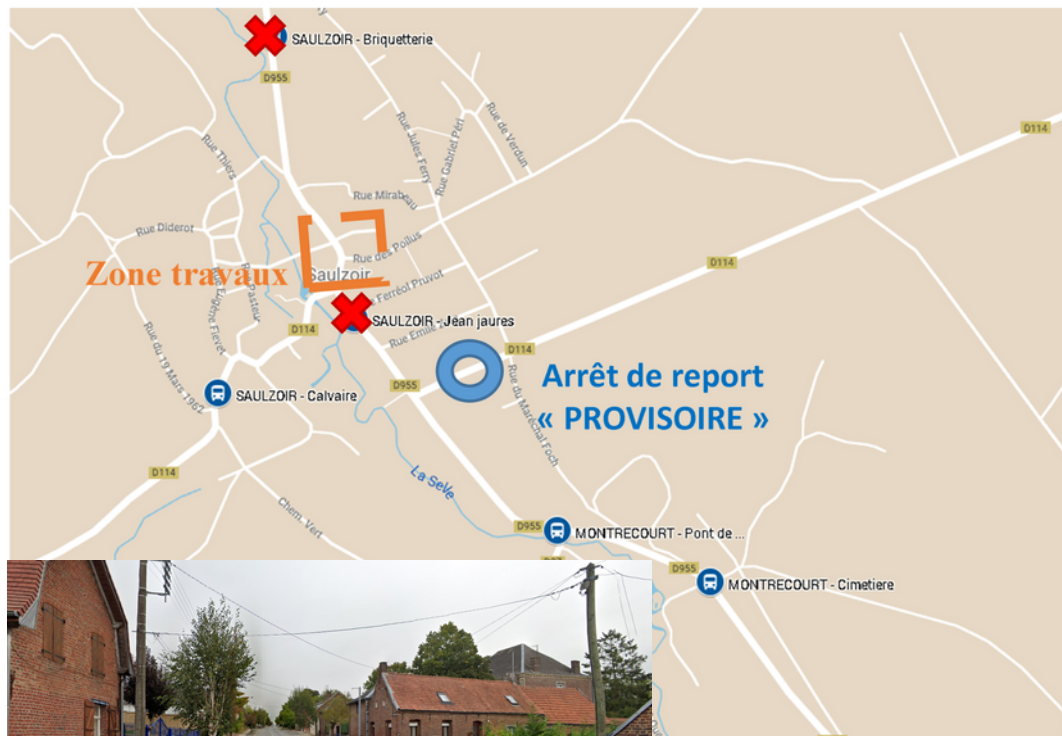 SAULZOIR - Briquetterie
D955
D114
Rue de Verdun
Rue Gabriel Péri
Rue Jules Ferry
Rue Thiers
Rue Mirabeau
Rue Diderot
Rue des Poilus
D114
Zone travaux
Saulzoir
Ferréol Pruvot
Rue Pasteur
Rue Eugène Fievet
SAULZOIR - Jean jaures
D114
Rue Emile
D114
Rue du 19 Mars 1962
Arrêt de report
« PROVISOIRE »
D955
SAULZOIR - Calvaire
Rue du Maréchal Foch
D114
La Selle
Chem. Vert
D955
MONTRECOURT - Pont de ...
D955
MONTRECOURT - Cimetiere